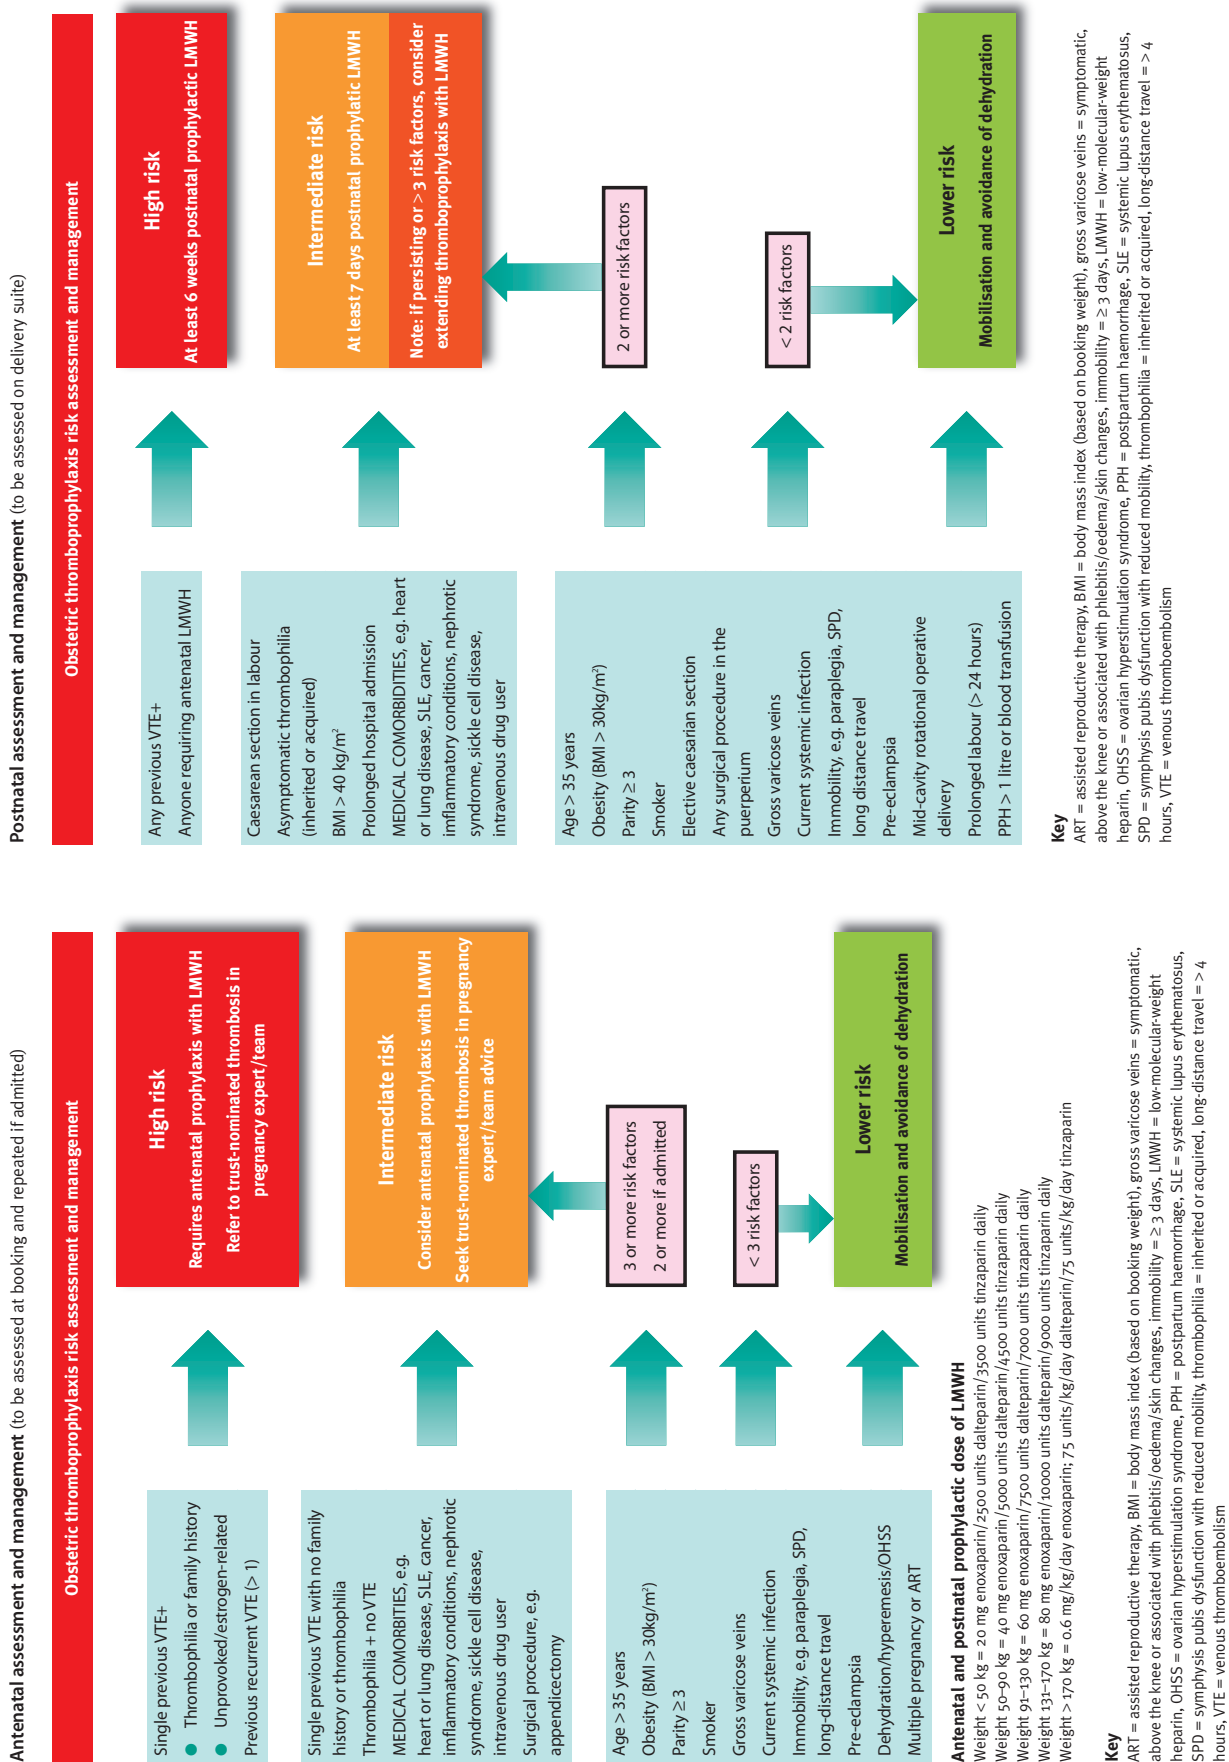 Antenatal assessment and management (to be assessed at booking and repeated if admitted)
Obstetric thromboprophylaxis risk assessment and management
Single previous VTE+
● Thrombophilia or family history
● Unprovoked/estrogen-related
Previous recurrent VTE (> 1)
High risk
Requires antenatal prophylaxis with LMWH
Refer to trust-nominated thrombosis in
pregnancy expert/team
Single previous VTE with no family
history or thrombophilia
Thrombophilia + no VTE
MEDICAL COMORBITIES, e.g.
heart or lung disease, SLE, cancer,
imflammatory conditions, nephrotic
syndrome, sickle cell disease,
intravenous drug user
Surgical procedure, e.g.
appendicectomy
Intermediate risk
Consider antenatal prophylaxis with LMWH
Seek trust-nominated thrombosis in pregnancy
expert/team advice
Age > 35 years
Obesity (BMI > 30kg/m²)
Parity ≥ 3
Smoker
Gross varicose veins
Current systemic infection
Immobility, e.g. paraplegia, SPD,
long-distance travel
Pre-eclampsia
Dehydration/hyperemesis/OHSS
Multiple pregnancy or ART
3 or more risk factors
2 or more if admitted
< 3 risk factors
Lower risk
Mobilisation and avoidance of dehydration
Antenatal and postnatal prophylactic dose of LMWH
Weight < 50 kg = 20 mg enoxaparin/2500 units dalteparin/3500 units tinzaparin daily
Weight 50–90 kg = 40 mg enoxaparin/5000 units dalteparin/4500 units tinzaparin daily
Weight 91–130 kg = 60 mg enoxaparin/7500 units dalteparin/7000 units tinzaparin daily
Weight 131–170 kg = 80 mg enoxaparin/10000 units dalteparin/9000 units tinzaparin daily
Weight > 170 kg = 0.6 mg/kg/day enoxaparin; 75 units/kg/day dalteparin/75 units/kg/day tinzaparin
Key
ART = assisted reproductive therapy, BMI = body mass index (based on booking weight), gross varicose veins = symptomatic,
above the knee or associated with phlebitis/oedema/skin changes, immobility = ≥ 3 days, LMWH = low-molecular-weight
heparin, OHSS = ovarian hyperstimulation syndrome, PPH = postpartum haemorrhage, SLE = systemic lupus erythematosus,
SPD = symphysis pubis dysfunction with reduced mobility, thrombophilia = inherited or acquired, long-distance travel = > 4
hours, VTE = venous thromboembolism
Postnatal assessment and management (to be assessed on delivery suite)
Obstetric thromboprophylaxis risk assessment and management
Any previous VTE+
Anyone requiring antenatal LMWH
High risk
At least 6 weeks postnatal prophylactic LMWH
Caesarean section in labour
Asymptomatic thrombophilia
(inherited or acquired)
BMI > 40 kg/m²
Prolonged hospital admission
MEDICAL COMORBIDITIES, e.g. heart
or lung disease, SLE, cancer,
imflammatory conditions, nephrotic
syndrome, sickle cell disease,
intravenous drug user
Intermediate risk
At least 7 days postnatal prophylatic LMWH
Note: if persisting or > 3 risk factors, consider
extending thromboprophylaxis with LMWH
Age > 35 years
Obesity (BMI > 30kg/m²)
Parity ≥ 3
Smoker
Elective caesarian section
Any surgical procedure in the
puerperium
Gross varicose veins
Current systemic infection
Immobility, e.g. paraplegia, SPD,
long distance travel
Pre-eclampsia
Mid-cavity rotational operative
delivery
Prolonged labour (> 24 hours)
PPH > 1 litre or blood transfusion
2 or more risk factors
< 2 risk factors
Lower risk
Mobilisation and avoidance of dehydration
Key
ART = assisted reproductive therapy, BMI = body mass index (based on booking weight), gross varicose veins = symptomatic,
above the knee or associated with phlebitis/oedema/skin changes, immobility = ≥ 3 days, LMWH = low-molecular-weight
heparin, OHSS = ovarian hyperstimulation syndrome, PPH = postpartum haemorrhage, SLE = systemic lupus erythematosus,
SPD = symphysis pubis dysfunction with reduced mobility, thrombophilia = inherited or acquired, long-distance travel = > 4
hours, VTE = venous thromboembolism